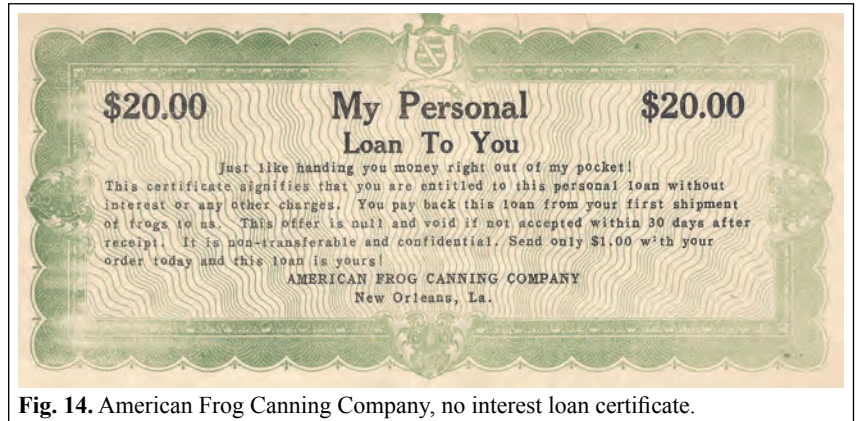 $20.00 My Personal $20.00
Loan To You
Just like handing you money right out of my pocket!
This certificate signifies that you are entitled to this personal loan without
interest or any other charges. You pay back this loan from your first shipment
of frogs to us. This offer is null and void if not accepted within 30 days after
receipt. It is non-transferable and confidential. Send only $1.00 w²th your
order today and this loan is yours!
AMERICAN FROG CANNING COMPANY
New Orleans, La.
Fig. 14. American Frog Canning Company, no interest loan certificate.